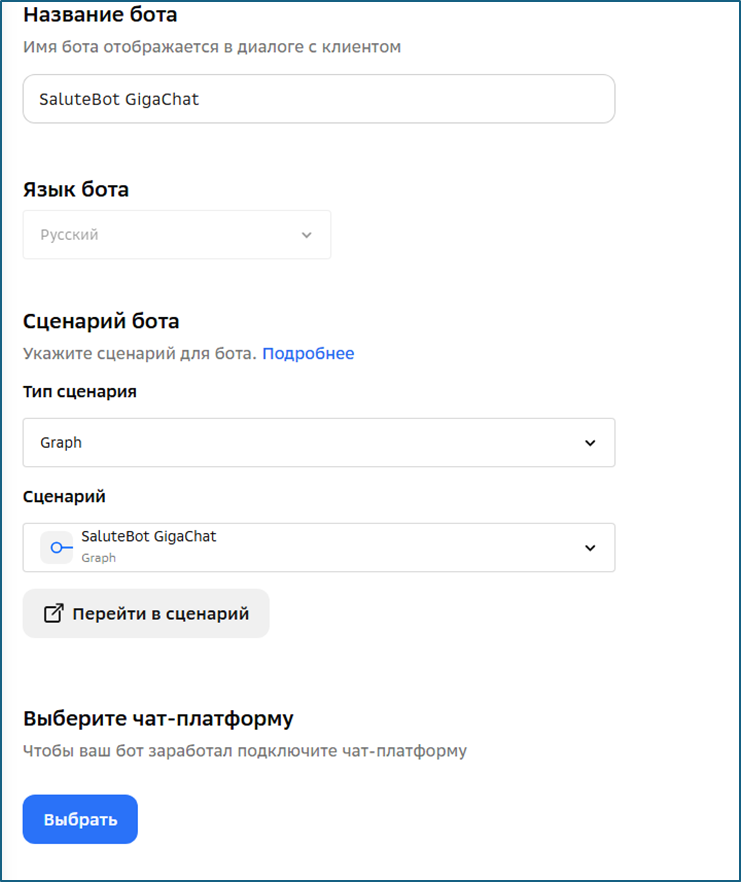 Название бота
Имя бота отображается в диалоге с клиентом
SaluteBot GigaChat
Язык бота
Русский
Сценарий бота
Укажите сценарий для бота. Подробнее
Тип сценария
Graph
Сценарий
SaluteBot GigaChat
Graph
Перейти в сценарий
Выберите чат-платформу
Чтобы ваш бот заработал подключите чат-платформу
Выбрать